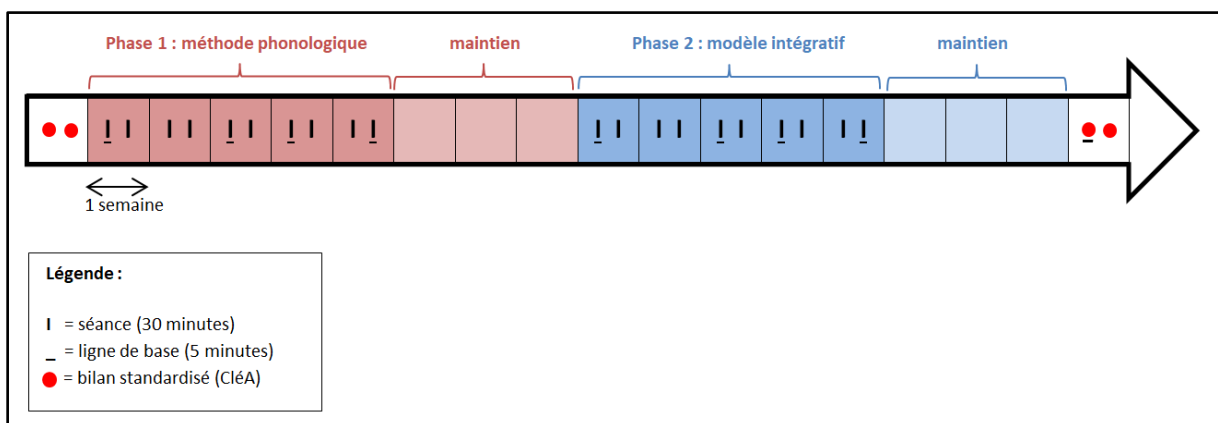 Phase 1 : méthode phonologique maintien Phase 2 : modèle intégratif maintien
1 semaine
Légende :
I = séance (30 minutes)
_ = ligne de base (5 minutes)
= bilan standardisé (CléA)